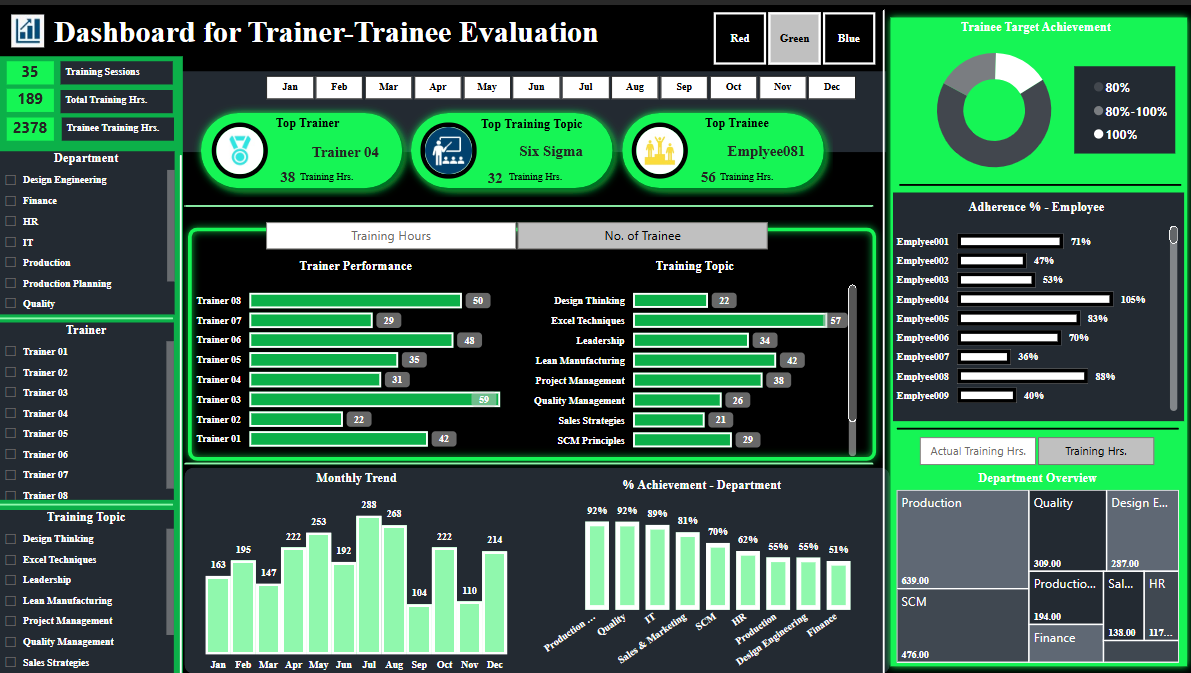 Dashboard for Trainer-Trainee Evaluation
Red
Green
Blue
35
Training Sessions
189
Total Training Hrs.
2378
Trainee Training Hrs.
Department
Design Engineering
Finance
HR
IT
Production
Production Planning
Quality
Trainer
Trainer 01
Trainer 02
Trainer 03
Trainer 04
Trainer 05
Trainer 06
Trainer 07
Trainer 08
Training Topic
Design Thinking
Excel Techniques
Leadership
Lean Manufacturing
Project Management
Quality Management
Sales Strategies
Jan
Feb
Mar
Apr
May
Jun
Jul
Aug
Sep
Oct
Nov
Dec
Top Trainer
Trainer 04
38 Training Hrs.
Top Training Topic
Six Sigma
32 Training Hrs.
Top Trainee
Emplyee081
56 Training Hrs.
Training Hours
No. of Trainee
Trainer Performance
Trainer 08 50
Trainer 07 29
Trainer 06 48
Trainer 05 35
Trainer 04 31
Trainer 03 59
Trainer 02 22
Trainer 01 42
Training Topic
Design Thinking 22
Excel Techniques 57
Leadership 34
Lean Manufacturing 42
Project Management 38
Quality Management 26
Sales Strategies 21
SCM Principles 29
Monthly Trend
163
195
147
222
253
192
288
268
104
222
110
214
Jan
Feb
Mar
Apr
May
Jun
Jul
Aug
Sep
Oct
Nov
Dec
% Achievement - Department
92%
92%
89%
81%
70%
62%
55%
55%
51%
Production ...
Quality
IT
Sales & Marketing
SCM
HR
Production
Design Engineering
Finance
Trainee Target Achievement
80%
80%-100%
100%
Adherence % - Employee
Emplyee001 71%
Emplyee002 47%
Emplyee003 53%
Emplyee004 105%
Emplyee005 83%
Emplyee006 70%
Emplyee007 36%
Emplyee008 88%
Emplyee009 40%
Actual Training Hrs.
Training Hrs.
Department Overview
Production
639.00
SCM
476.00
Quality
309.00
Design E...
287.00
Productio...
194.00
Sal...
138.00
HR
117...
Finance